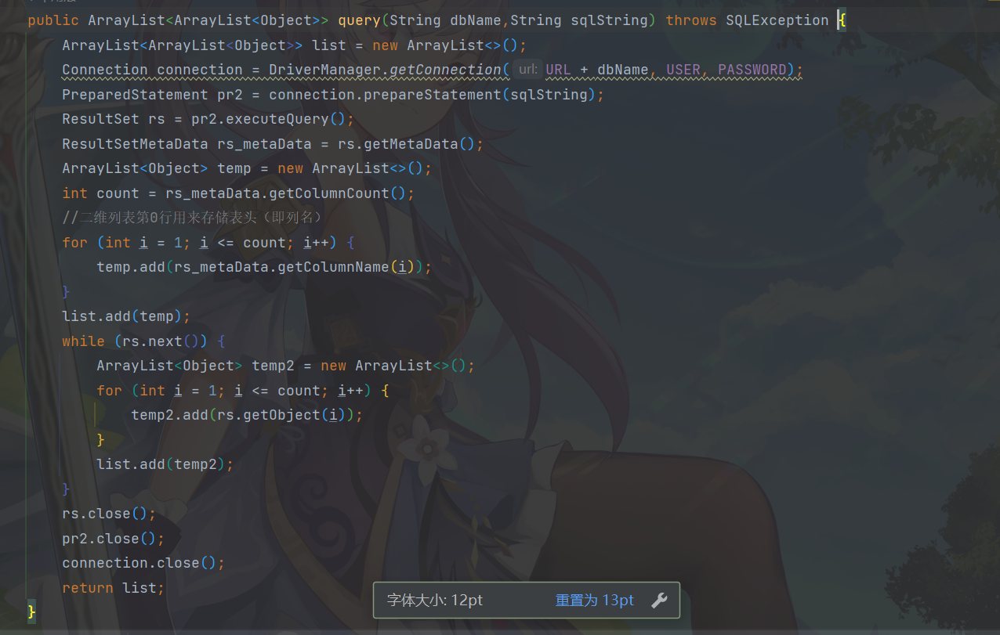 public ArrayList<ArrayList<Object>> query(String dbName,String sqlString) throws SQLException {
    ArrayList<ArrayList<Object>> list = new ArrayList<>();
    Connection connection = DriverManager.getConnection( url: URL + dbName, USER, PASSWORD);
    PreparedStatement pr2 = connection.prepareStatement(sqlString);
    ResultSet rs = pr2.executeQuery();
    ResultSetMetaData rs_metaData = rs.getMetaData();
    ArrayList<Object> temp = new ArrayList<>();
    int count = rs_metaData.getColumnCount();
    //二维列表第0行用来存储表头（即列名）
    for (int i = 1; i <= count; i++) {
        temp.add(rs_metaData.getColumnName(i));
    }
    list.add(temp);
    while (rs.next()) {
        ArrayList<Object> temp2 = new ArrayList<>();
        for (int i = 1; i <= count; i++) {
            temp2.add(rs.getObject(i));
        }
        list.add(temp2);
    }
    rs.close();
    pr2.close();
    connection.close();
    return list;
}
字体大小: 12pt 重置为 13pt